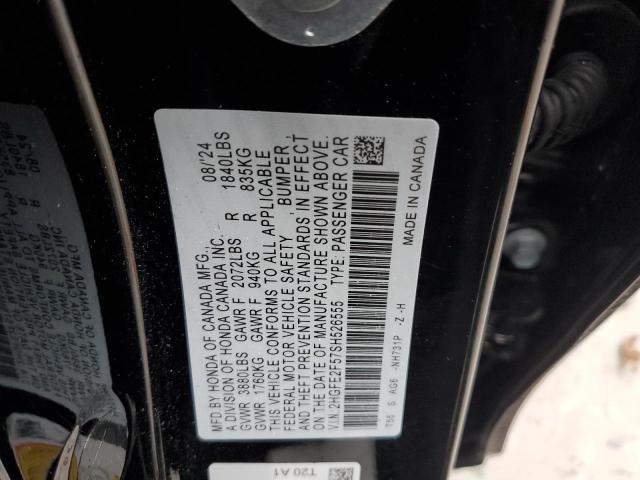 MFD BY HONDA OF CANADA MFG., 08/24
A DIVISION OF HONDA CANADA INC.
GVWR 3880LBS GAWR F 2072LBS R 1840LBS
GVWR 1760KG GAWR F 940KG R 835KG
THIS VEHICLE CONFORMS TO ALL APPLICABLE
FEDERAL MOTOR VEHICLE SAFETY BUMPER,
AND THEFT PREVENTION STANDARDS IN EFFECT
ON THE DATE OF MANUFACTURE SHOWN ABOVE.
V.I.N. 2HGFE2F57SH526555 TYPE: PASSENGER CAR
T56 S AG6 -NH731P -Z -H
MADE IN CANADA
T20 A1